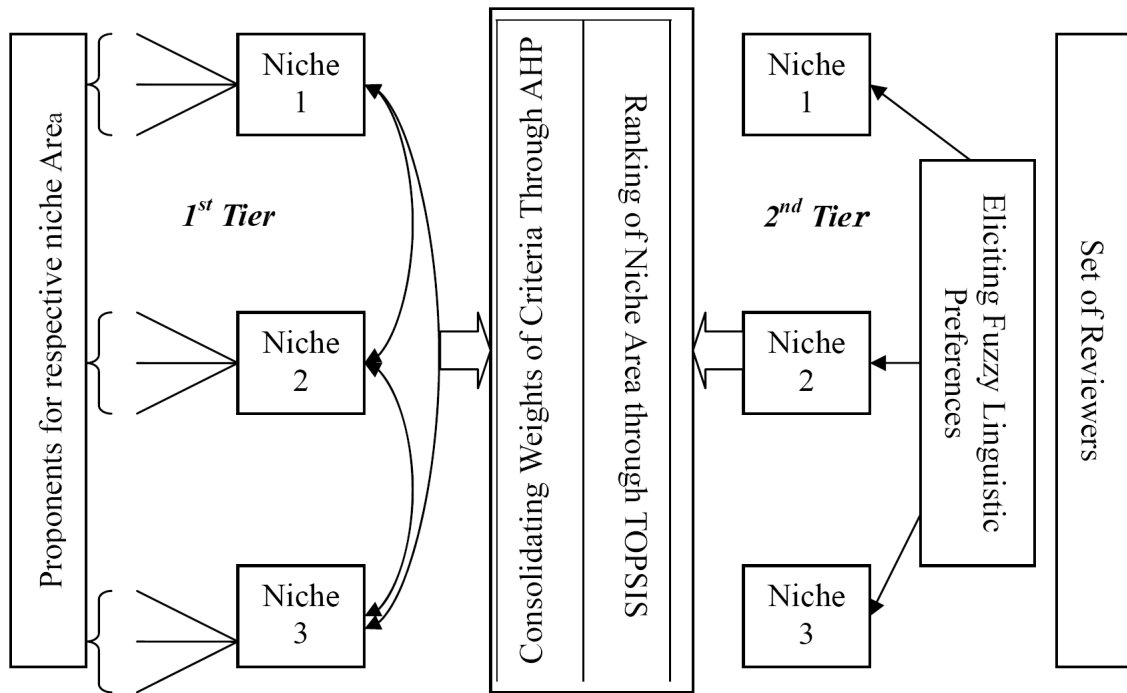 Proponents for respective niche Area
Niche
1
1st Tier
Niche
2
Niche
3
Consolidating Weights of Criteria Through AHP
Ranking of Niche Area through TOPSIS
Niche
1
2nd Tier
Niche
2
Niche
3
Eliciting Fuzzy Linguistic
Preferences
Set of Reviewers